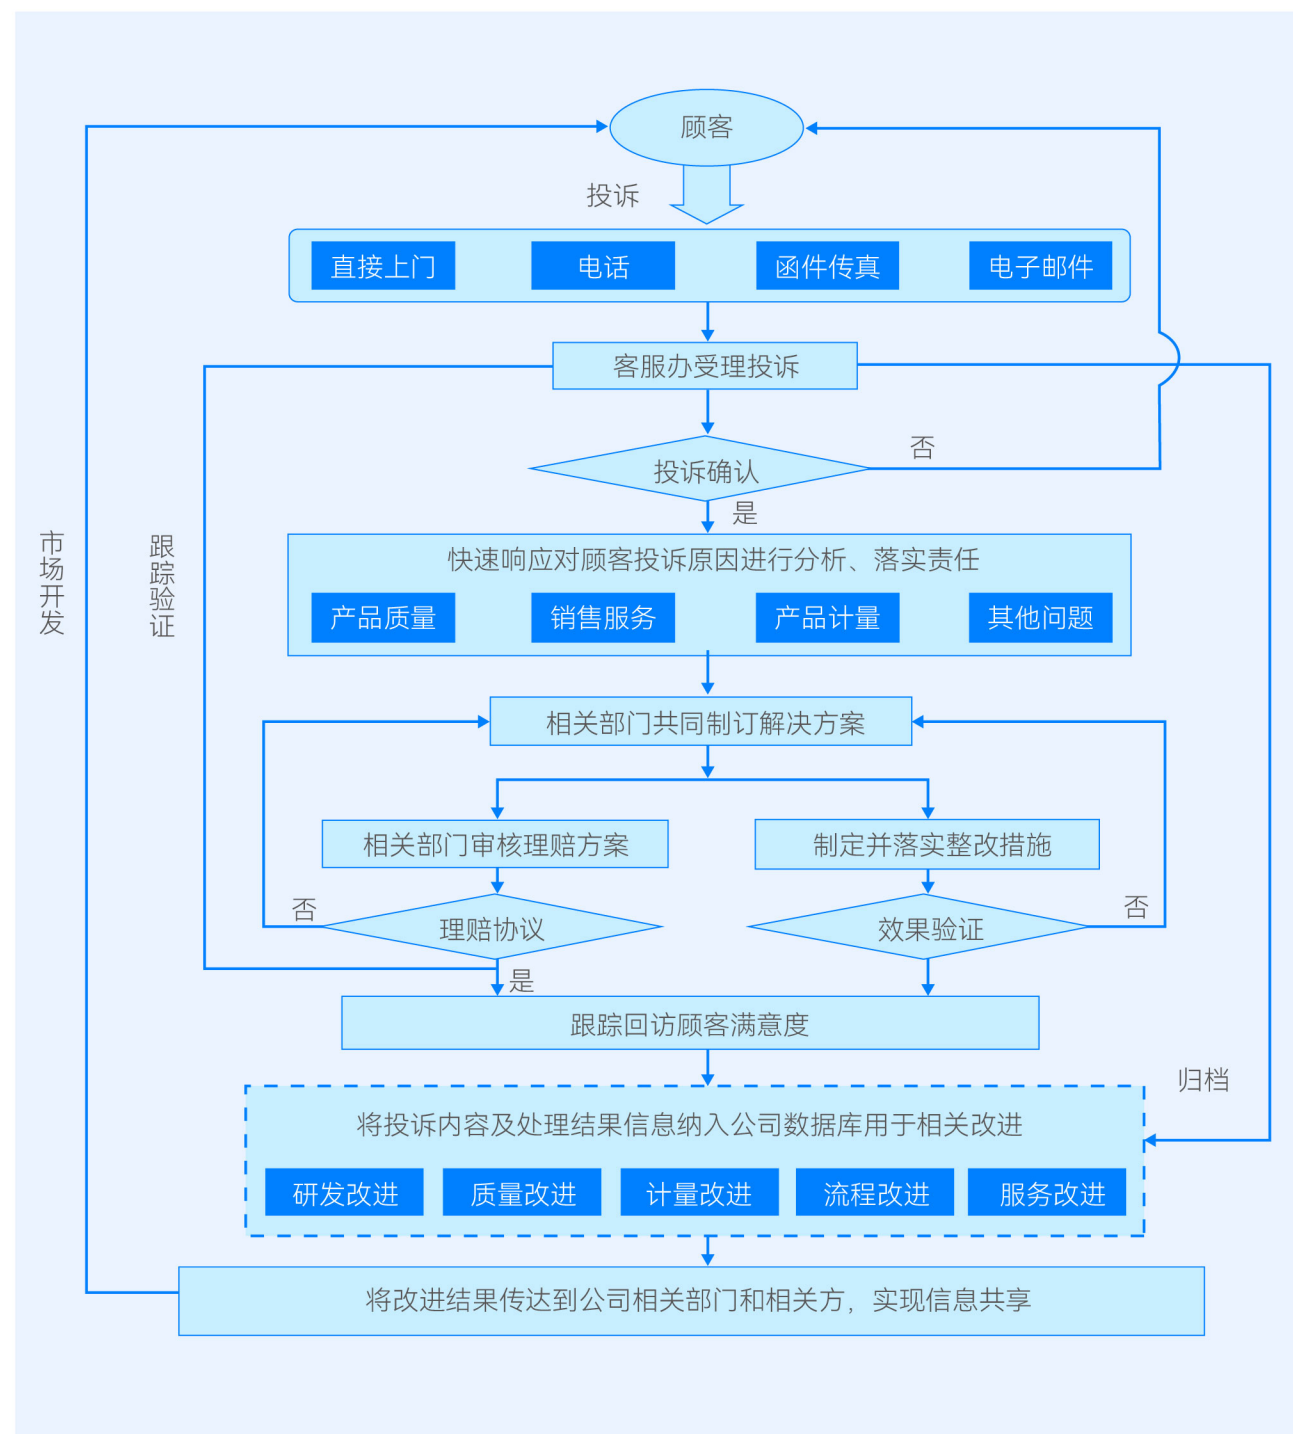 顾客
投诉
直接上门
电话
函件传真
电子邮件
客服办受理投诉
投诉确认
否
是
快速响应对顾客投诉原因进行分析、落实责任
产品质量
销售服务
产品计量
其他问题
市场开发
跟踪验证
相关部门共同制订解决方案
相关部门审核理赔方案
制定并落实整改措施
否
理赔协议
效果验证
否
是
跟踪回访顾客满意度
归档
将投诉内容及处理结果信息纳入公司数据库用于相关改进
研发改进
质量改进
计量改进
流程改进
服务改进
将改进结果传达到公司相关部门和相关方，实现信息共享